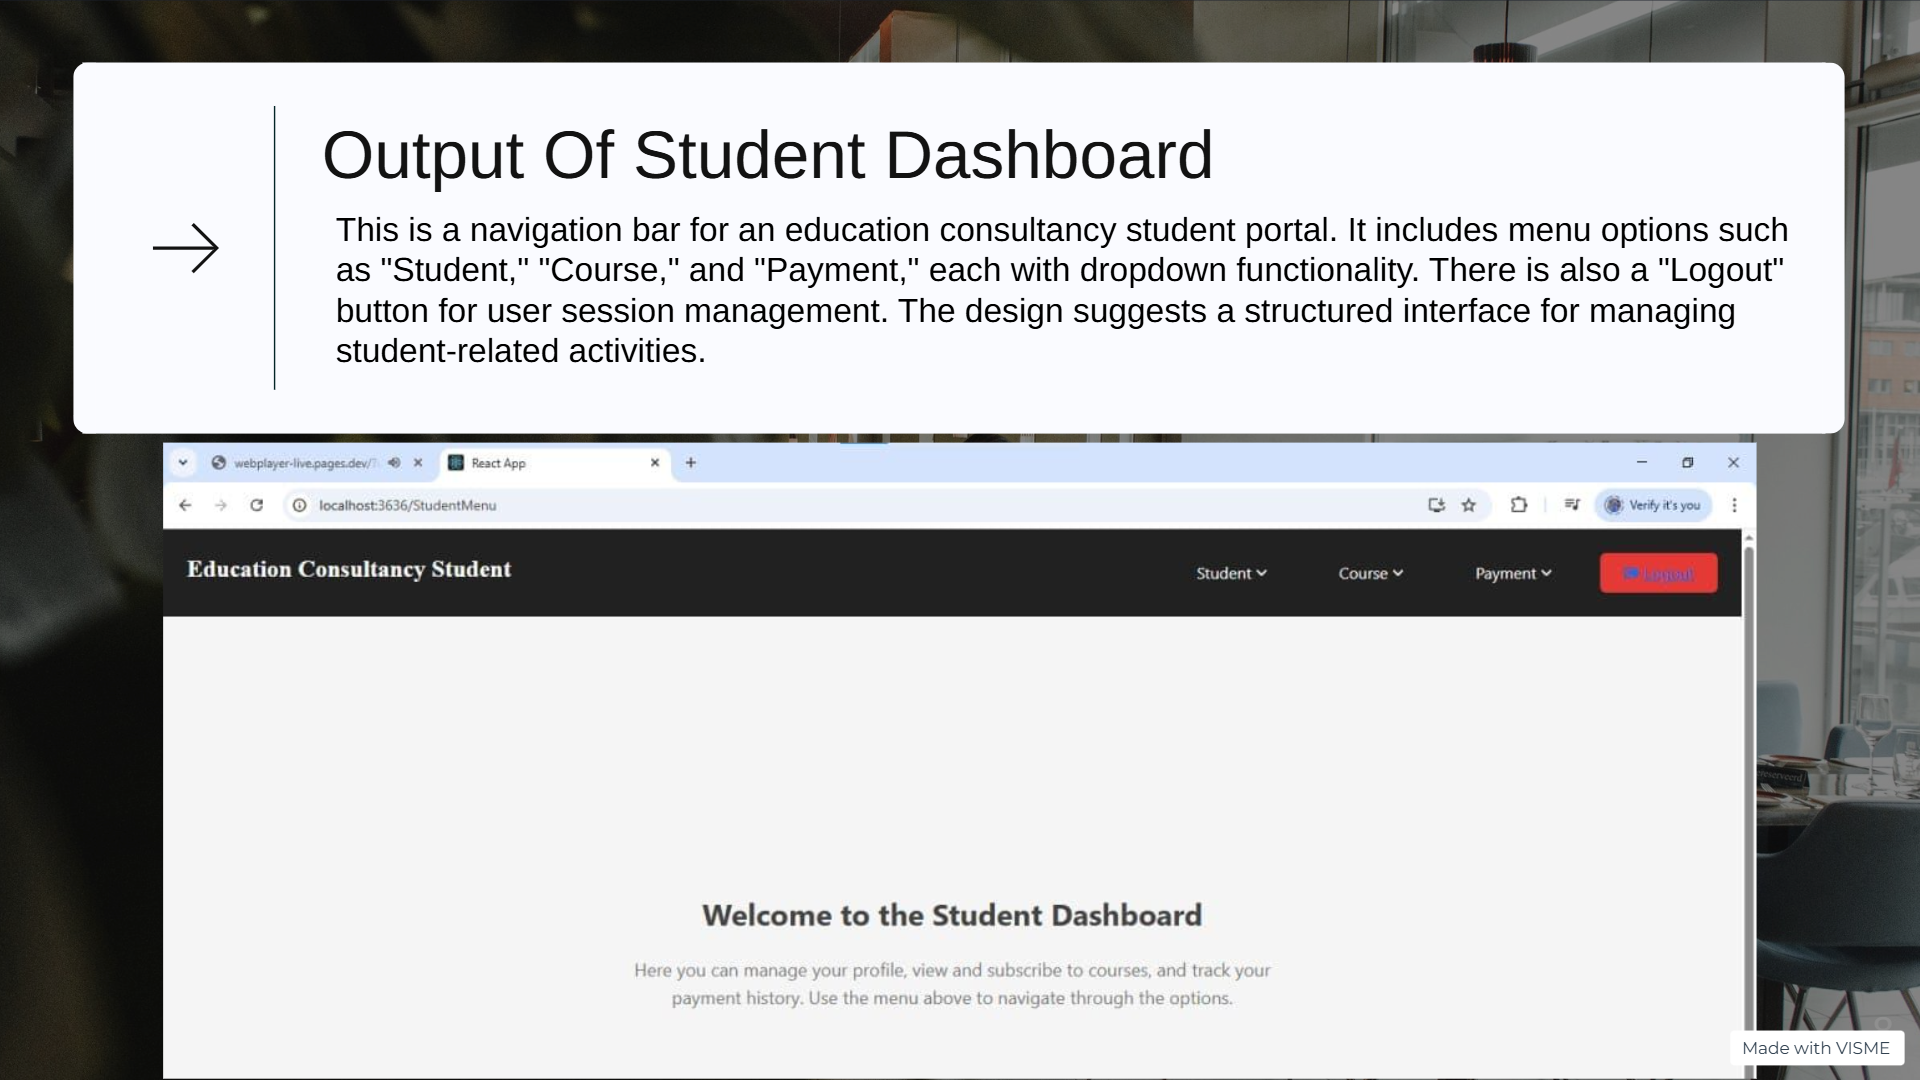 Output Of Student Dashboard
This is a navigation bar for an education consultancy student portal. It includes menu options such
as "Student," "Course," and "Payment," each with dropdown functionality. There is also a "Logout"
button for user session management. The design suggests a structured interface for managing
student-related activities.
webplayer-live.pages.dev/
React App
localhost:3636/StudentMenu
Verify it's you
Education Consultancy Student
Student
Course
Payment
Logout
Welcome to the Student Dashboard
Here you can manage your profile, view and subscribe to courses, and track your
payment history. Use the menu above to navigate through the options.
Made with VISME